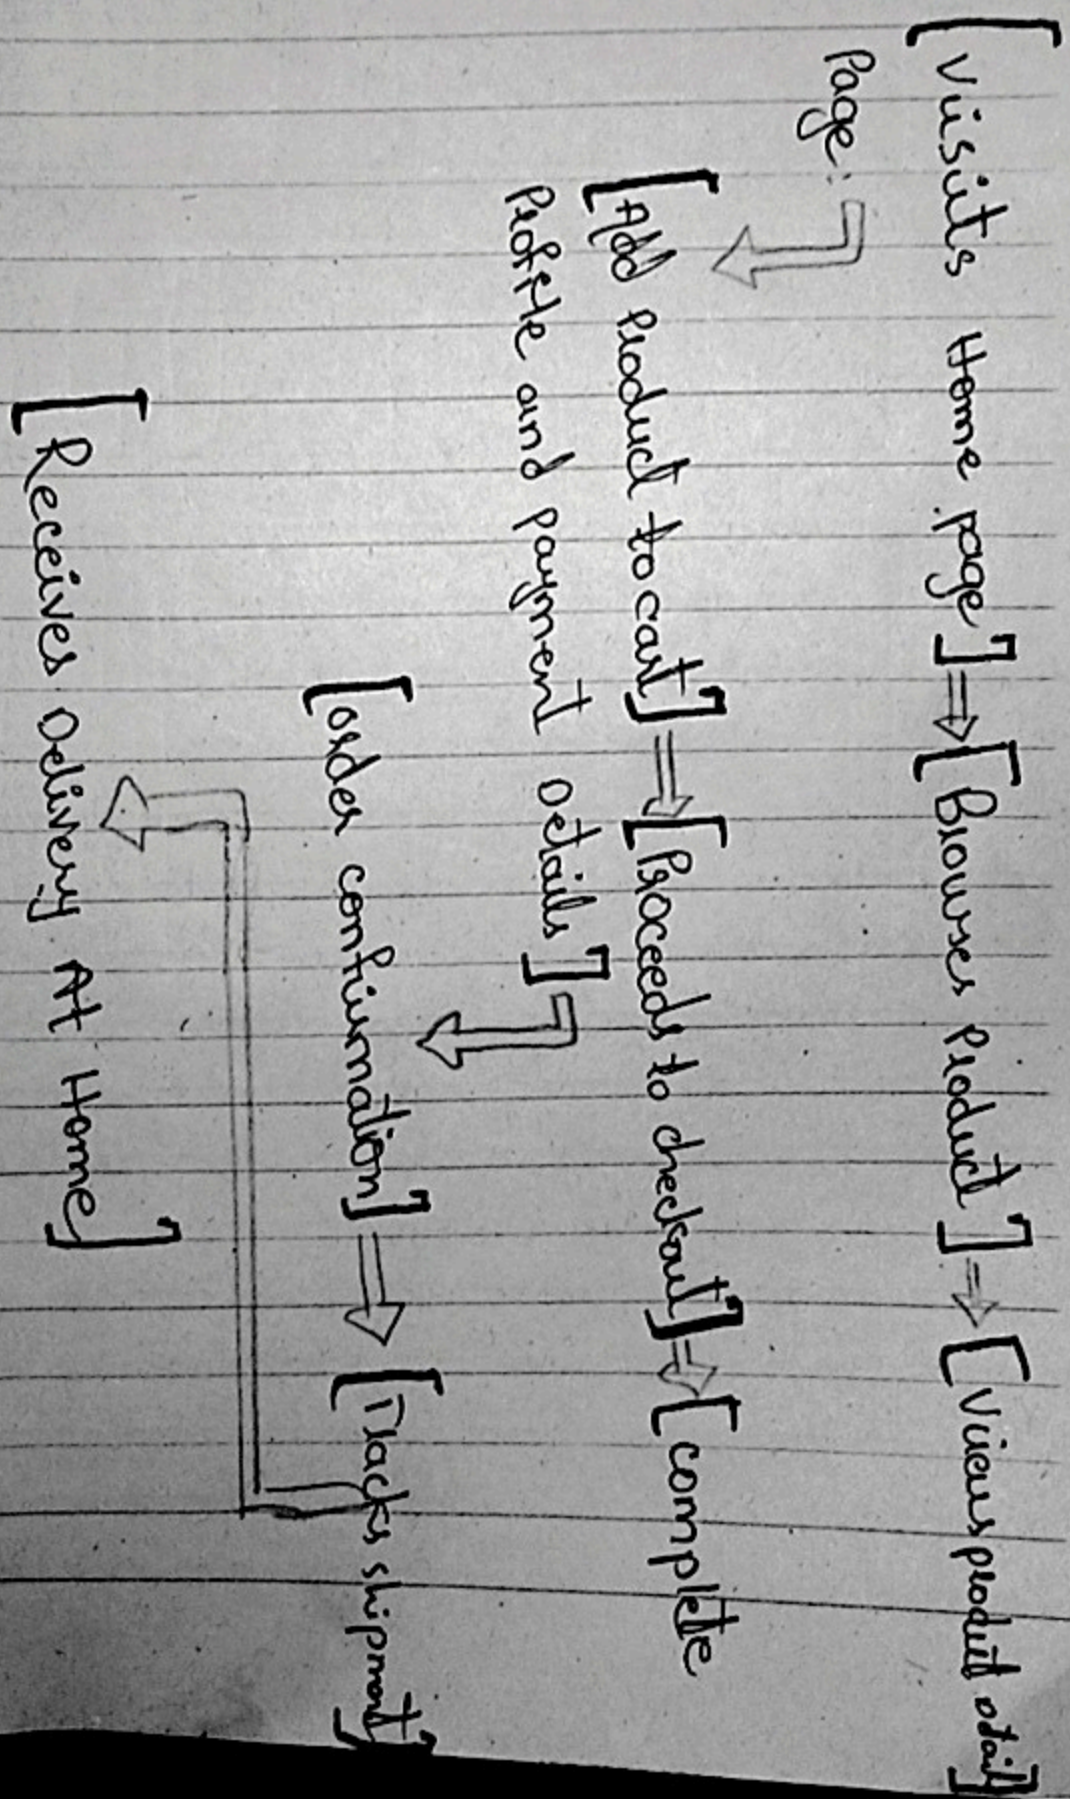 [Visits Home page] ⇒ [Browses Product] ⇒ [Views product detail]
Page:
[Add Product to cart] ⇒ [Proceeds to checkout] ⇒ [complete
Profile and payment Details]
[order confirmation] ⇒ [Tracks shipment]
[Receives Delivery At Home]